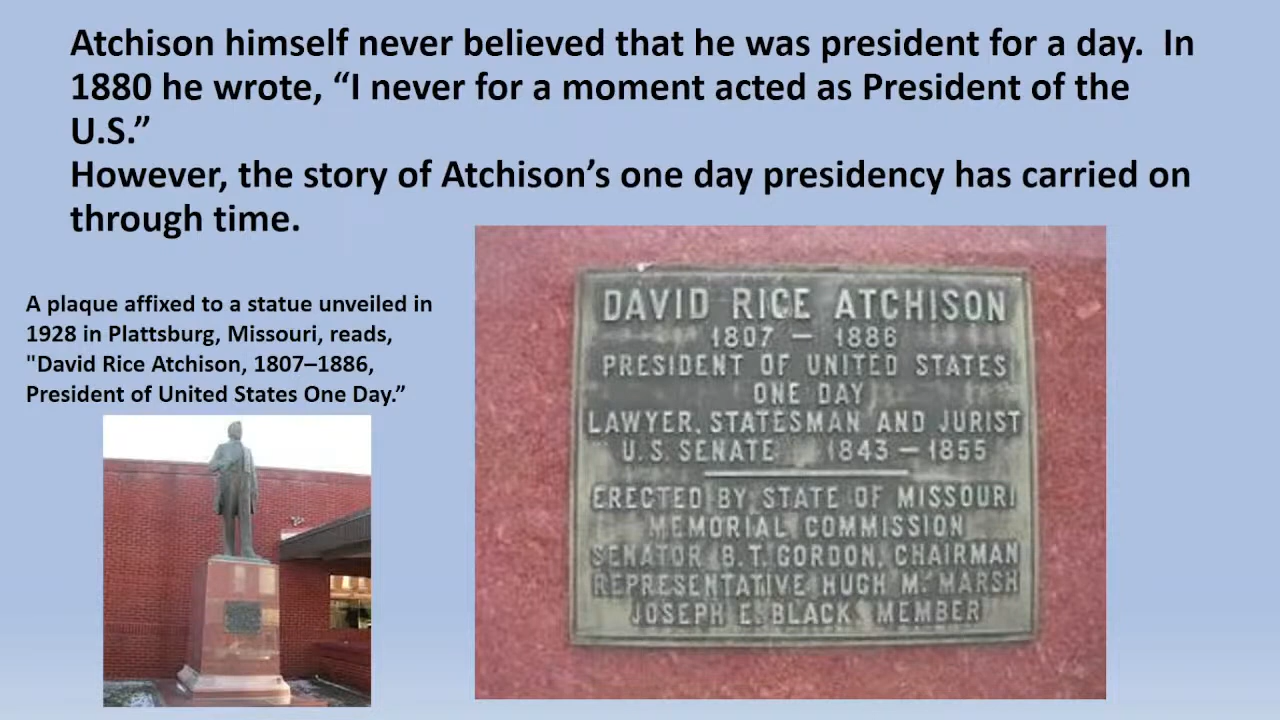 Atchison himself never believed that he was president for a day. In
1880 he wrote, “I never for a moment acted as President of the
U.S.”
However, the story of Atchison’s one day presidency has carried on
through time.
A plaque affixed to a statue unveiled in
1928 in Plattsburg, Missouri, reads,
"David Rice Atchison, 1807–1886,
President of United States One Day.”
DAVID RICE ATCHISON
1807 — 1886
PRESIDENT OF UNITED STATES
ONE DAY
LAWYER, STATESMAN AND JURIST
U.S. SENATE 1843 — 1855
ERECTED BY STATE OF MISSOURI
MEMORIAL COMMISSION
SENATOR B.T. GORDON, CHAIRMAN
REPRESENTATIVE HUGH M. MARSH
JOSEPH E. BLACK MEMBER